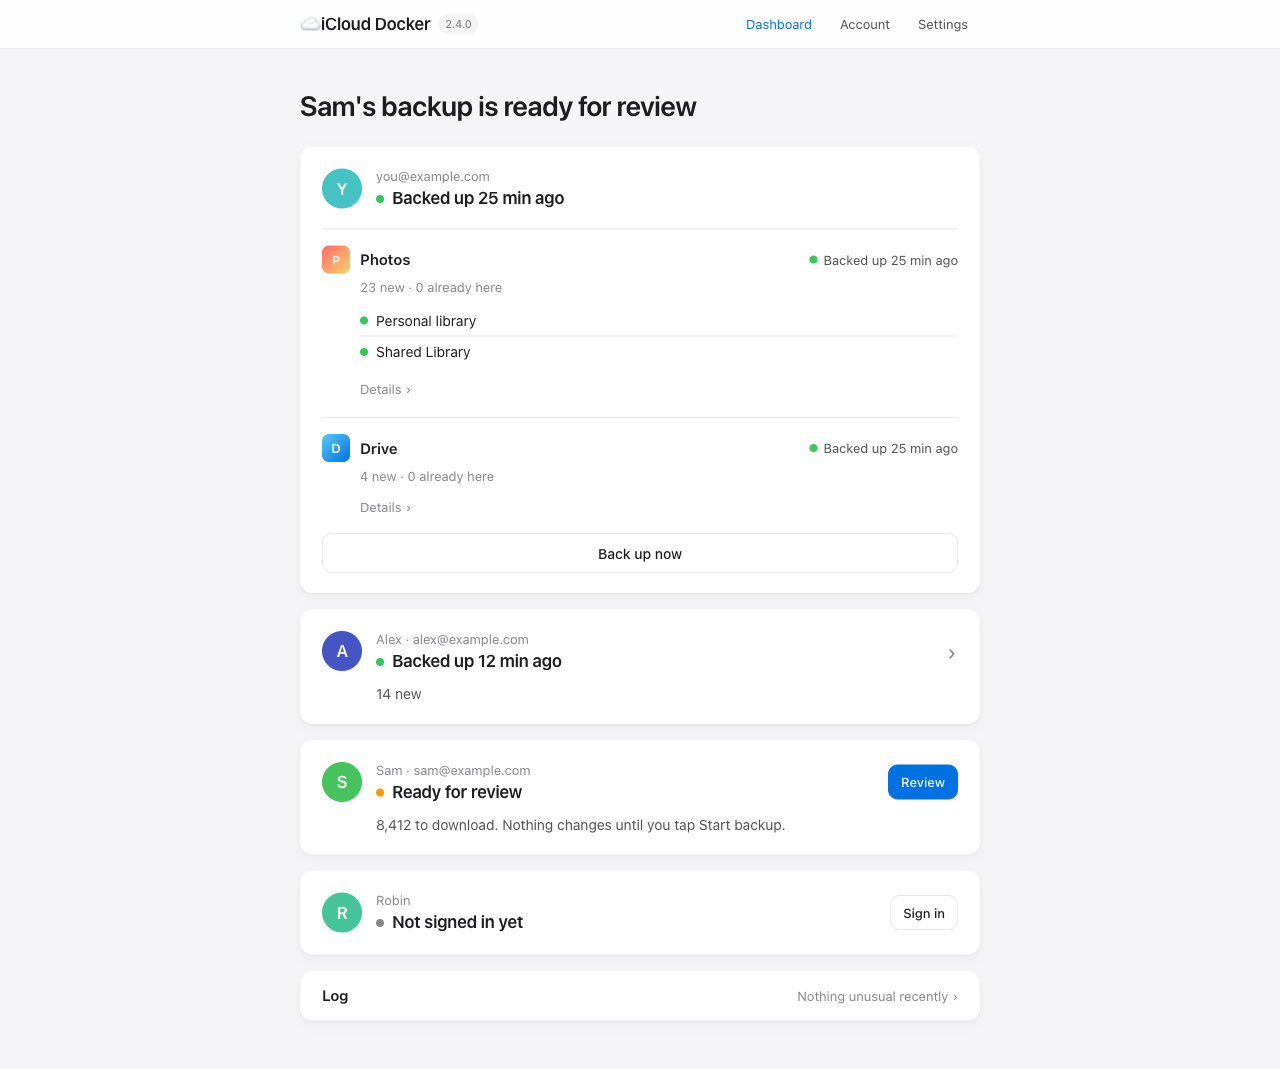 iCloud Docker 2.4.0 Dashboard Account Settings
Sam's backup is ready for review
Y you@example.com
Backed up 25 min ago
P Photos Backed up 25 min ago
23 new · 0 already here
Personal library
Shared Library
Details ›
D Drive Backed up 25 min ago
4 new · 0 already here
Details ›
Back up now
A Alex · alex@example.com
Backed up 12 min ago ›
14 new
S Sam · sam@example.com
Ready for review Review
8,412 to download. Nothing changes until you tap Start backup.
R Robin
Not signed in yet Sign in
Log Nothing unusual recently ›